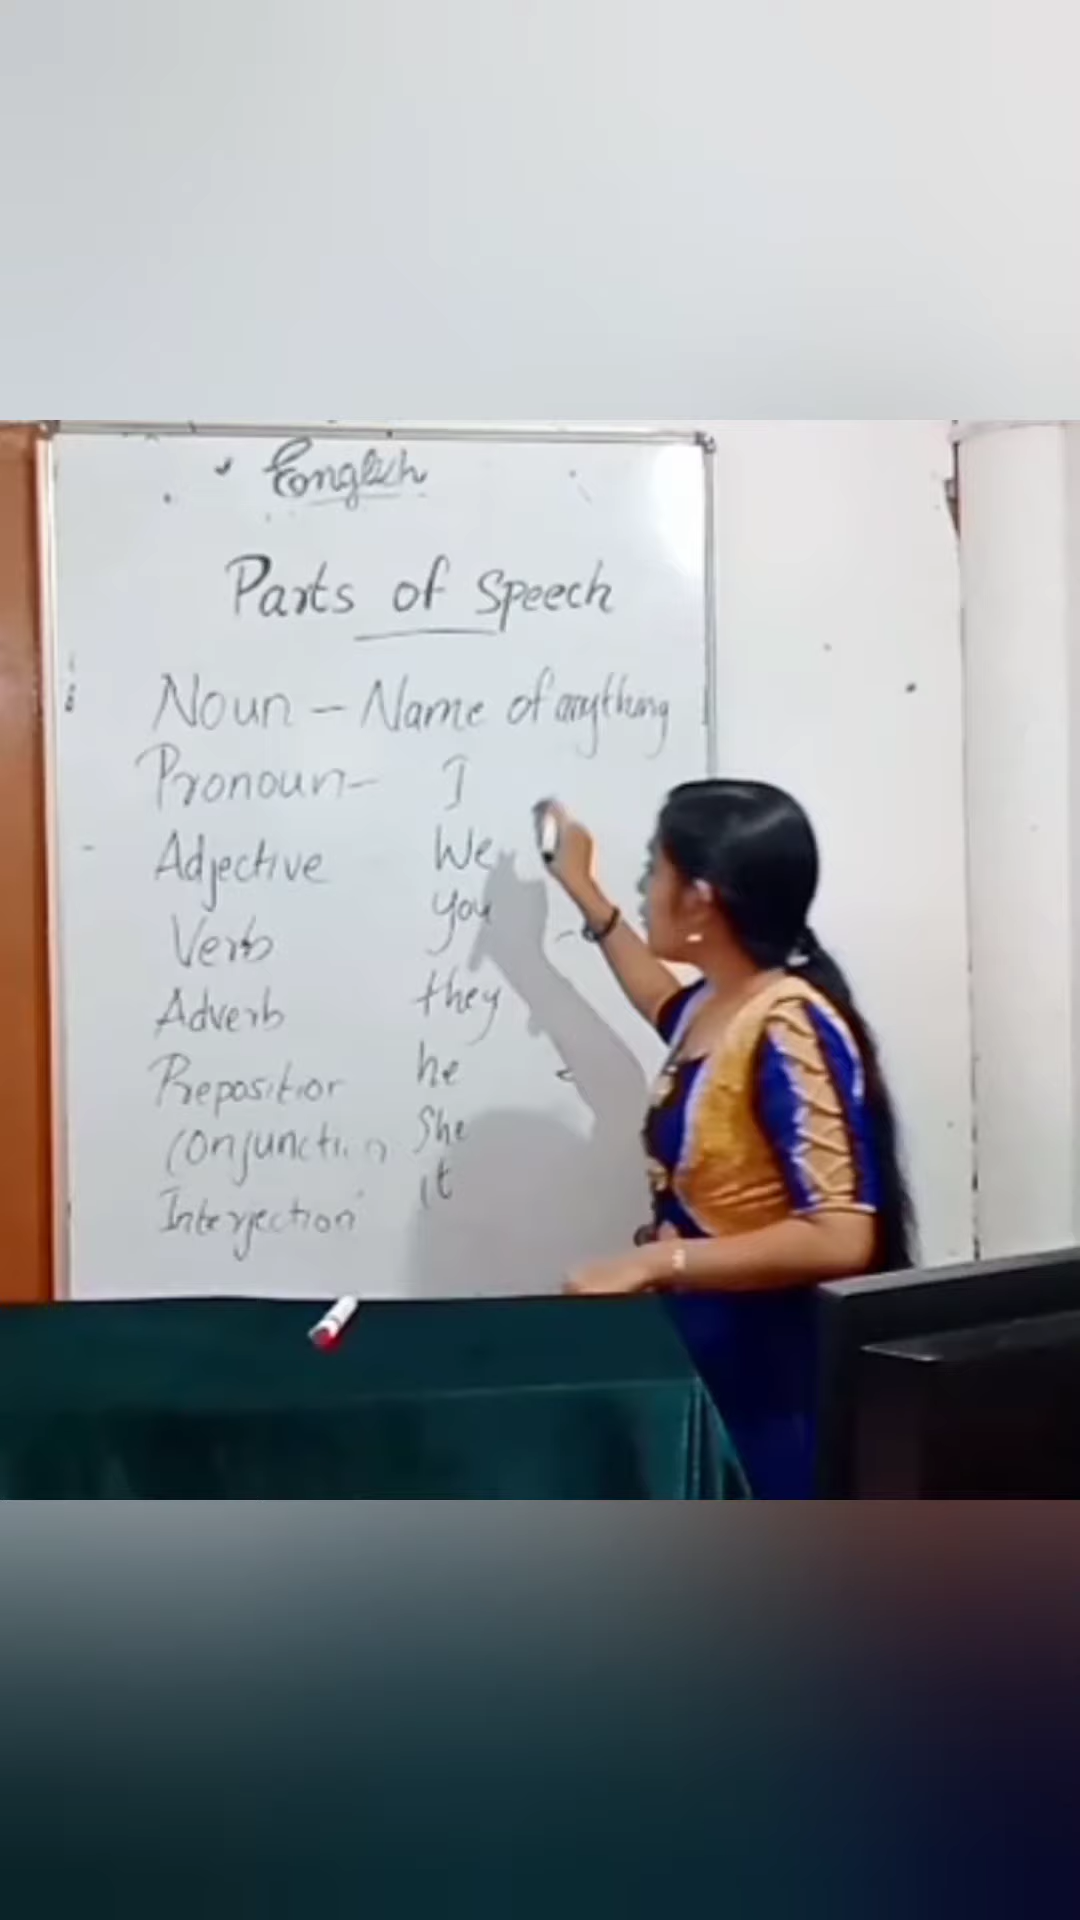 English
Parts of Speech
Noun - Name of anything
Pronoun - I
Adjective We
Verb you
Adverb they
Preposition he
Conjunction She
Interjection it